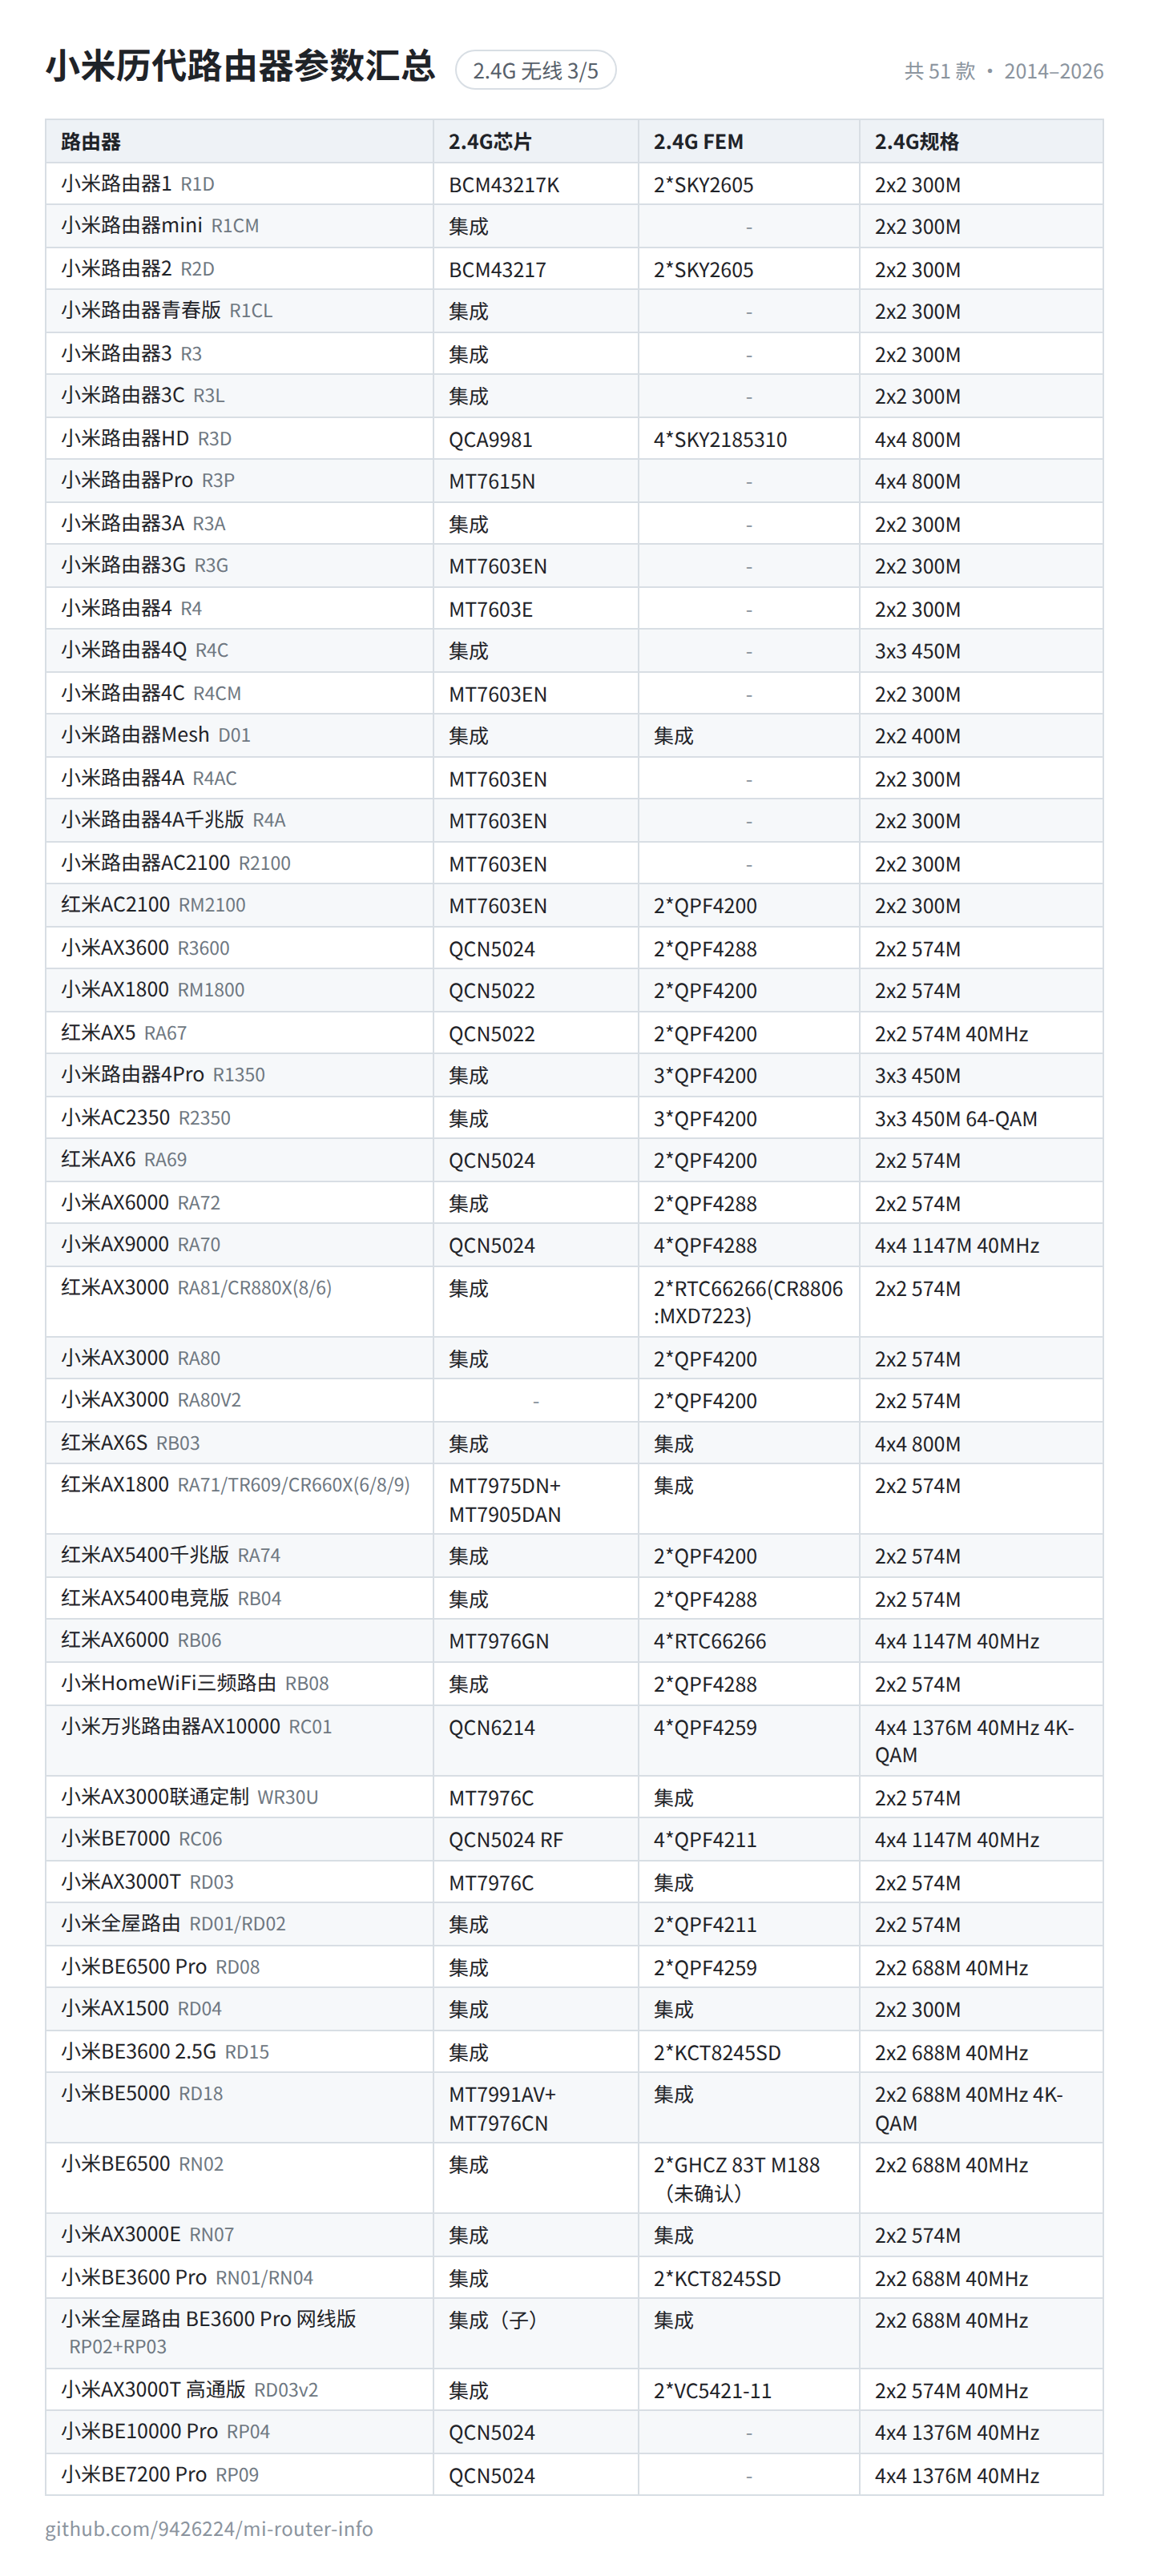 小米历代路由器参数汇总 2.4G 无线 3/5 共 51 款 • 2014–2026
路由器 2.4G芯片 2.4G FEM 2.4G规格
小米路由器1 R1D BCM43217K 2*SKY2605 2x2 300M
小米路由器mini R1CM 集成 - 2x2 300M
小米路由器2 R2D BCM43217 2*SKY2605 2x2 300M
小米路由器青春版 R1CL 集成 - 2x2 300M
小米路由器3 R3 集成 - 2x2 300M
小米路由器3C R3L 集成 - 2x2 300M
小米路由器HD R3D QCA9981 4*SKY2185310 4x4 800M
小米路由器Pro R3P MT7615N - 4x4 800M
小米路由器3A R3A 集成 - 2x2 300M
小米路由器3G R3G MT7603EN - 2x2 300M
小米路由器4 R4 MT7603E - 2x2 300M
小米路由器4Q R4C 集成 - 3x3 450M
小米路由器4C R4CM MT7603EN - 2x2 300M
小米路由器Mesh D01 集成 集成 2x2 400M
小米路由器4A R4AC MT7603EN - 2x2 300M
小米路由器4A千兆版 R4A MT7603EN - 2x2 300M
小米路由器AC2100 R2100 MT7603EN - 2x2 300M
红米AC2100 RM2100 MT7603EN 2*QPF4200 2x2 300M
小米AX3600 R3600 QCN5024 2*QPF4288 2x2 574M
小米AX1800 RM1800 QCN5022 2*QPF4200 2x2 574M
红米AX5 RA67 QCN5022 2*QPF4200 2x2 574M 40MHz
小米路由器4Pro R1350 集成 3*QPF4200 3x3 450M
小米AC2350 R2350 集成 3*QPF4200 3x3 450M 64-QAM
红米AX6 RA69 QCN5024 2*QPF4200 2x2 574M
小米AX6000 RA72 集成 2*QPF4288 2x2 574M
小米AX9000 RA70 QCN5024 4*QPF4288 4x4 1147M 40MHz
红米AX3000 RA81/CR880X(8/6) 集成 2*RTC66266(CR8806 2x2 574M
:MXD7223)
小米AX3000 RA80 集成 2*QPF4200 2x2 574M
小米AX3000 RA80V2 - 2*QPF4200 2x2 574M
红米AX6S RB03 集成 集成 4x4 800M
红米AX1800 RA71/TR609/CR660X(6/8/9) MT7975DN+ 集成 2x2 574M
MT7905DAN
红米AX5400千兆版 RA74 集成 2*QPF4200 2x2 574M
红米AX5400电竞版 RB04 集成 2*QPF4288 2x2 574M
红米AX6000 RB06 MT7976GN 4*RTC66266 4x4 1147M 40MHz
小米HomeWiFi三频路由 RB08 集成 2*QPF4288 2x2 574M
小米万兆路由器AX10000 RC01 QCN6214 4*QPF4259 4x4 1376M 40MHz 4K-
QAM
小米AX3000联通定制 WR30U MT7976C 集成 2x2 574M
小米BE7000 RC06 QCN5024 RF 4*QPF4211 4x4 1147M 40MHz
小米AX3000T RD03 MT7976C 集成 2x2 574M
小米全屋路由 RD01/RD02 集成 2*QPF4211 2x2 574M
小米BE6500 Pro RD08 集成 2*QPF4259 2x2 688M 40MHz
小米AX1500 RD04 集成 集成 2x2 300M
小米BE3600 2.5G RD15 集成 2*KCT8245SD 2x2 688M 40MHz
小米BE5000 RD18 MT7991AV+ 集成 2x2 688M 40MHz 4K-
MT7976CN QAM
小米BE6500 RN02 集成 2*GHCZ 83T M188 2x2 688M 40MHz
（未确认）
小米AX3000E RN07 集成 集成 2x2 574M
小米BE3600 Pro RN01/RN04 集成 2*KCT8245SD 2x2 688M 40MHz
小米全屋路由 BE3600 Pro 网线版 集成（子） 集成 2x2 688M 40MHz
RP02+RP03
小米AX3000T 高通版 RD03v2 集成 2*VC5421-11 2x2 574M 40MHz
小米BE10000 Pro RP04 QCN5024 - 4x4 1376M 40MHz
小米BE7200 Pro RP09 QCN5024 - 4x4 1376M 40MHz
github.com/9426224/mi-router-info